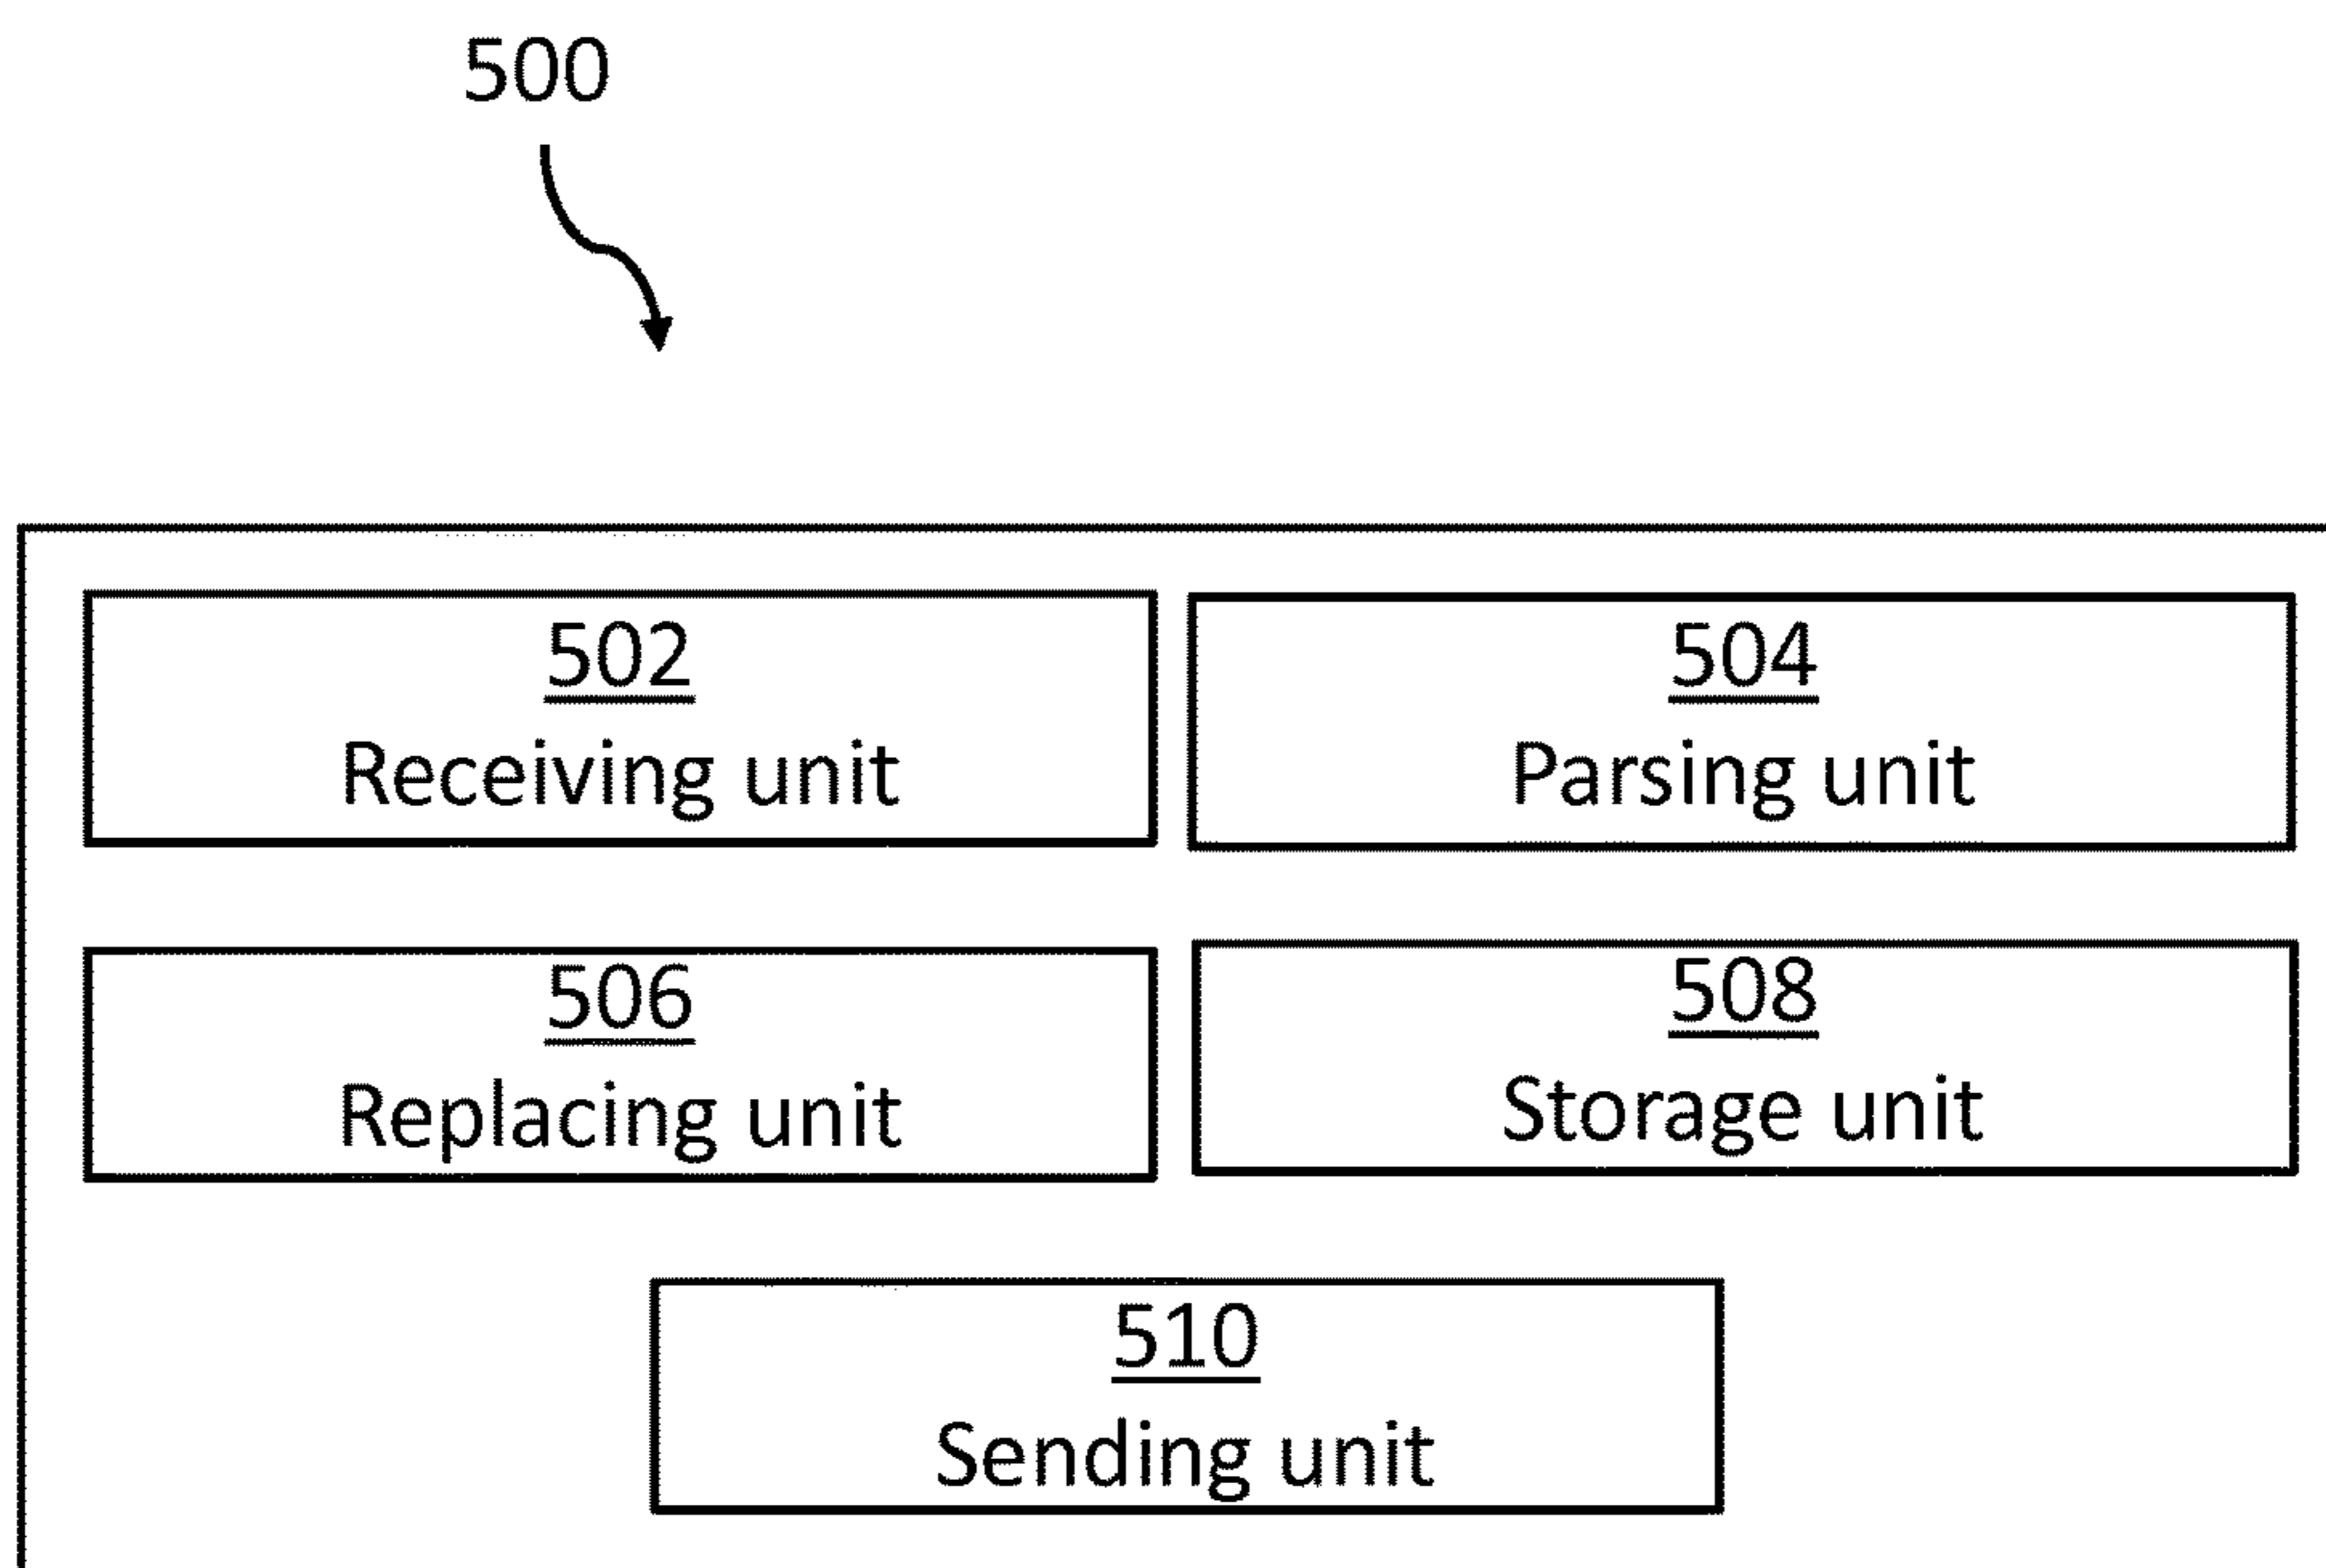 500
502
Receiving unit
504
Parsing unit
506
Replacing unit
508
Storage unit
510
Sending unit